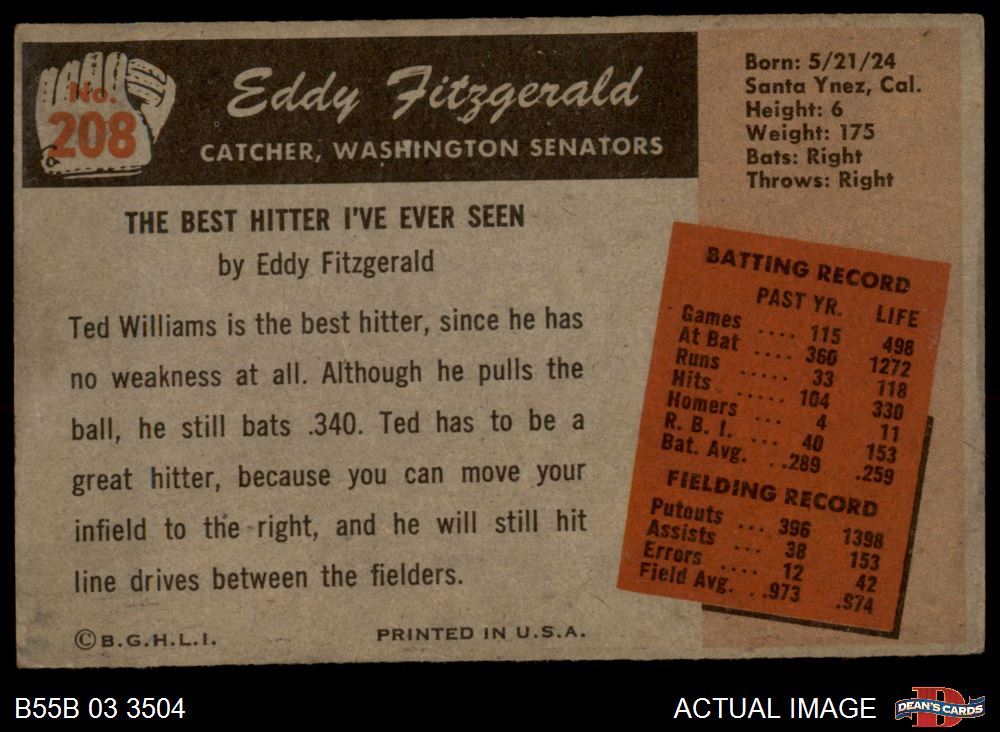 No.
208
Eddy Fitzgerald
CATCHER, WASHINGTON SENATORS
Born: 5/21/24
Santa Ynez, Cal.
Height: 6
Weight: 175
Bats: Right
Throws: Right
THE BEST HITTER I'VE EVER SEEN
by Eddy Fitzgerald
Ted Williams is the best hitter, since he has
no weakness at all. Although he pulls the
ball, he still bats .340. Ted has to be a
great hitter, because you can move your
infield to the right, and he will still hit
line drives between the fielders.
© B.G.H.L.I. PRINTED IN U.S.A.
BATTING RECORD
PAST YR. LIFE
Games .... 115 498
At Bat .... 360 1272
Runs ..... 33 118
Hits ...... 104 330
Homers ... 4 11
R. B. I. ... 40 153
Bat. Avg. . .289 .259
FIELDING RECORD
Putouts ... 396 1398
Assists ... 38 153
Errors .... 12 42
Field Avg. . .973 .974
B55B 03 3504
ACTUAL IMAGE
D
DEAN'S CARDS